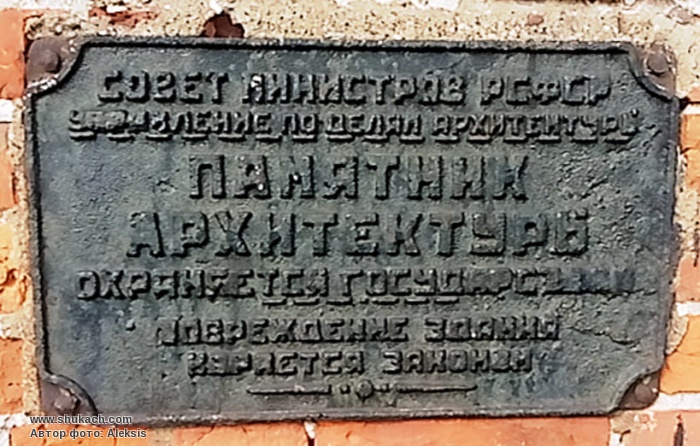 СОВЕТ МИНИСТРОВ РСФСР
УПРАВЛЕНИЕ ПО ДЕЛАМ АРХИТЕКТУРЫ
ПАМЯТНИК
АРХИТЕКТУРЫ
ОХРАНЯЕТСЯ ГОСУДАРСТВОМ
ПОВРЕЖДЕНИЕ ЗДАНИЯ
КАРАЕТСЯ ЗАКОНОМ
www.shukach.com
Автор фото: Aleksis